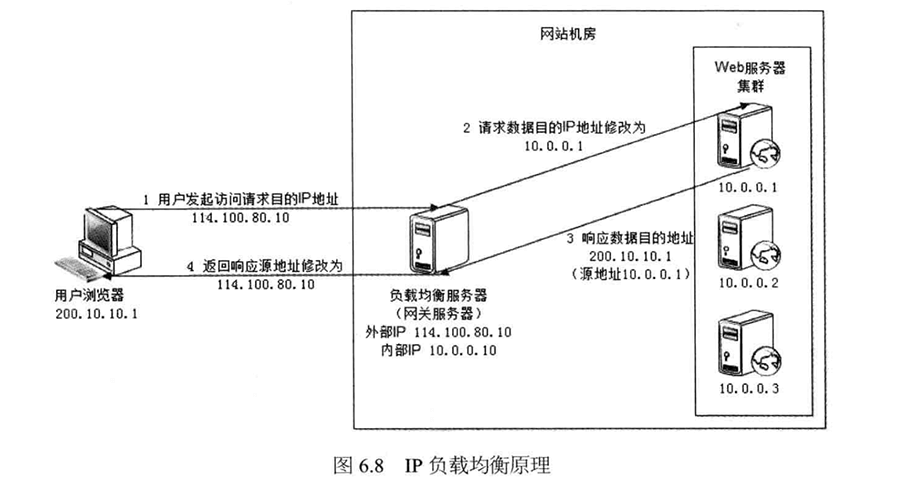 网站机房
Web服务器
集群
2 请求数据目的IP地址修改为
10.0.0.1
10.0.0.1
1 用户发起访问请求目的IP地址
114.100.80.10
3 响应数据目的地址
200.10.10.1
（源地址10.0.0.1）
4 返回响应源地址修改为
114.100.80.10
10.0.0.2
用户浏览器
200.10.10.1
负载均衡服务器
（网关服务器）
外部IP 114.100.80.10
内部IP 10.0.0.10
10.0.0.3
图 6.8 IP 负载均衡原理